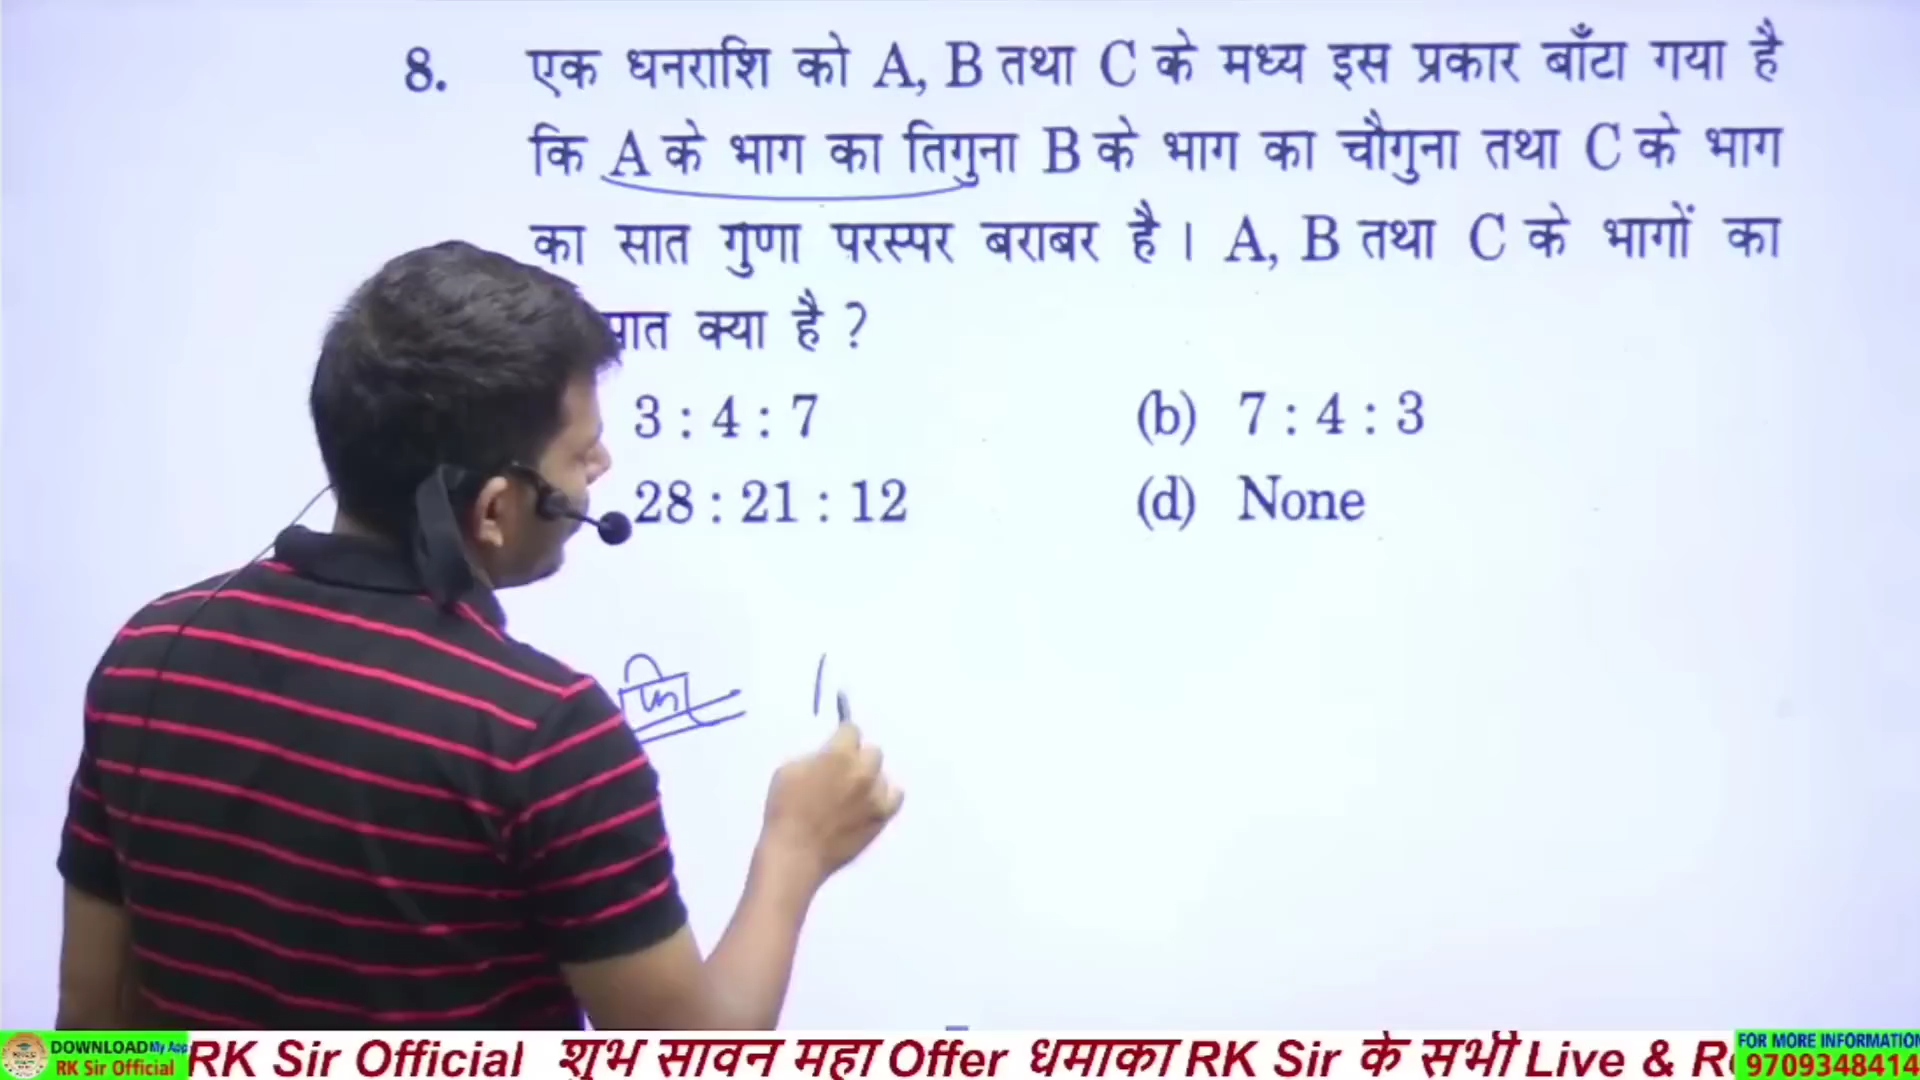 8. एक धनराशि को A, B तथा C के मध्य इस प्रकार बाँटा गया है
कि A के भाग का तिगुना B के भाग का चौगुना तथा C के भाग
का सात गुणा परस्पर बराबर है। A, B तथा C के भागों का
पात क्या है ?
3 : 4 : 7 (b) 7 : 4 : 3
28 : 21 : 12 (d) None
DOWNLOAD My App
RK Sir Official
RK Sir Official शुभ सावन महा Offer धमाका RK Sir के सभी Live & R
FOR MORE INFORMATION
9709348414